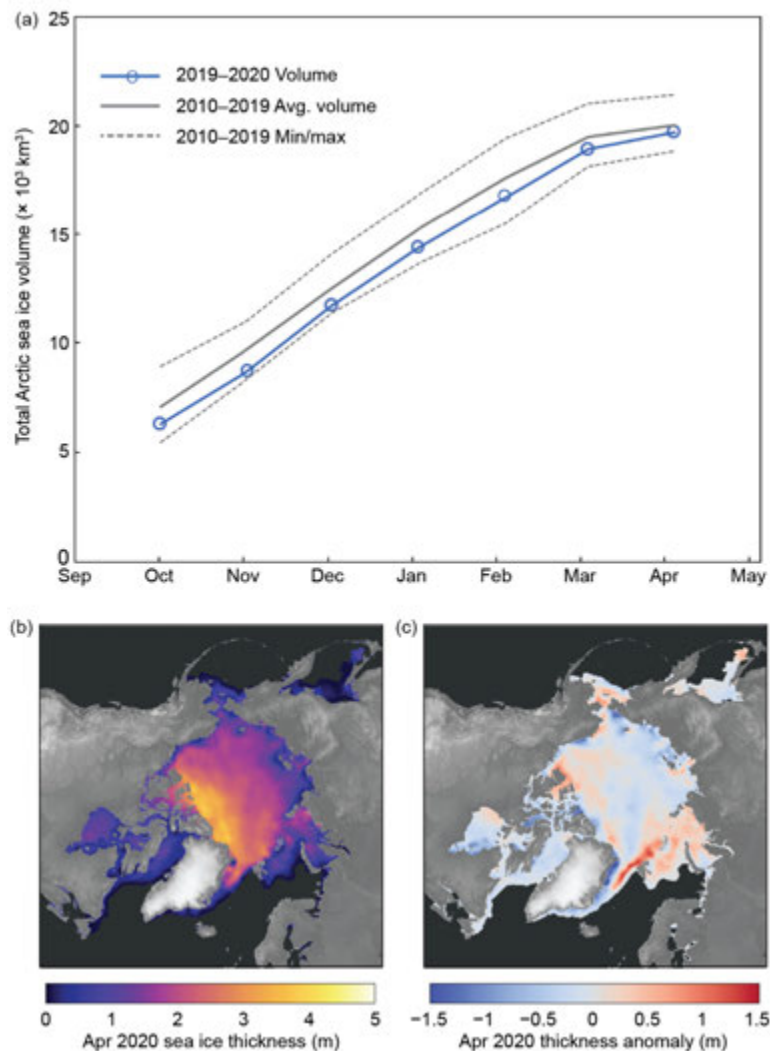 (a)
25
20
15
10
5
0
Total Arctic sea ice volume (× 10³ km³)
2019–2020 Volume
2010–2019 Avg. volume
2010–2019 Min/max
Sep Oct Nov Dec Jan Feb Mar Apr May
(b)
(c)
0 1 2 3 4 5
Apr 2020 sea ice thickness (m)
−1.5 −1 −0.5 0 0.5 1 1.5
Apr 2020 thickness anomaly (m)